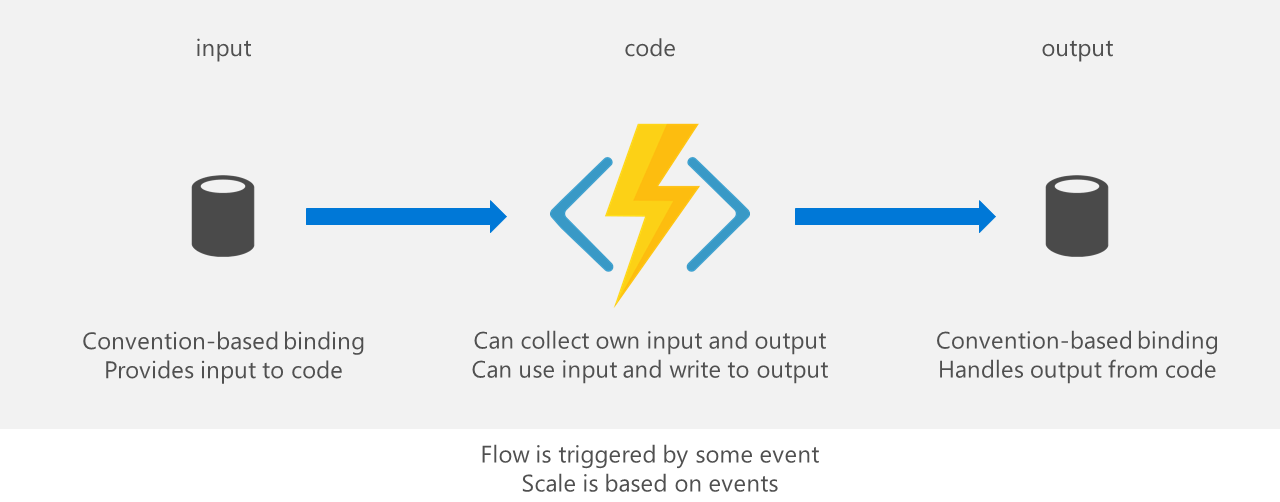 input
code
output
Convention-based binding
Provides input to code
Can collect own input and output
Can use input and write to output
Convention-based binding
Handles output from code
Flow is triggered by some event
Scale is based on events